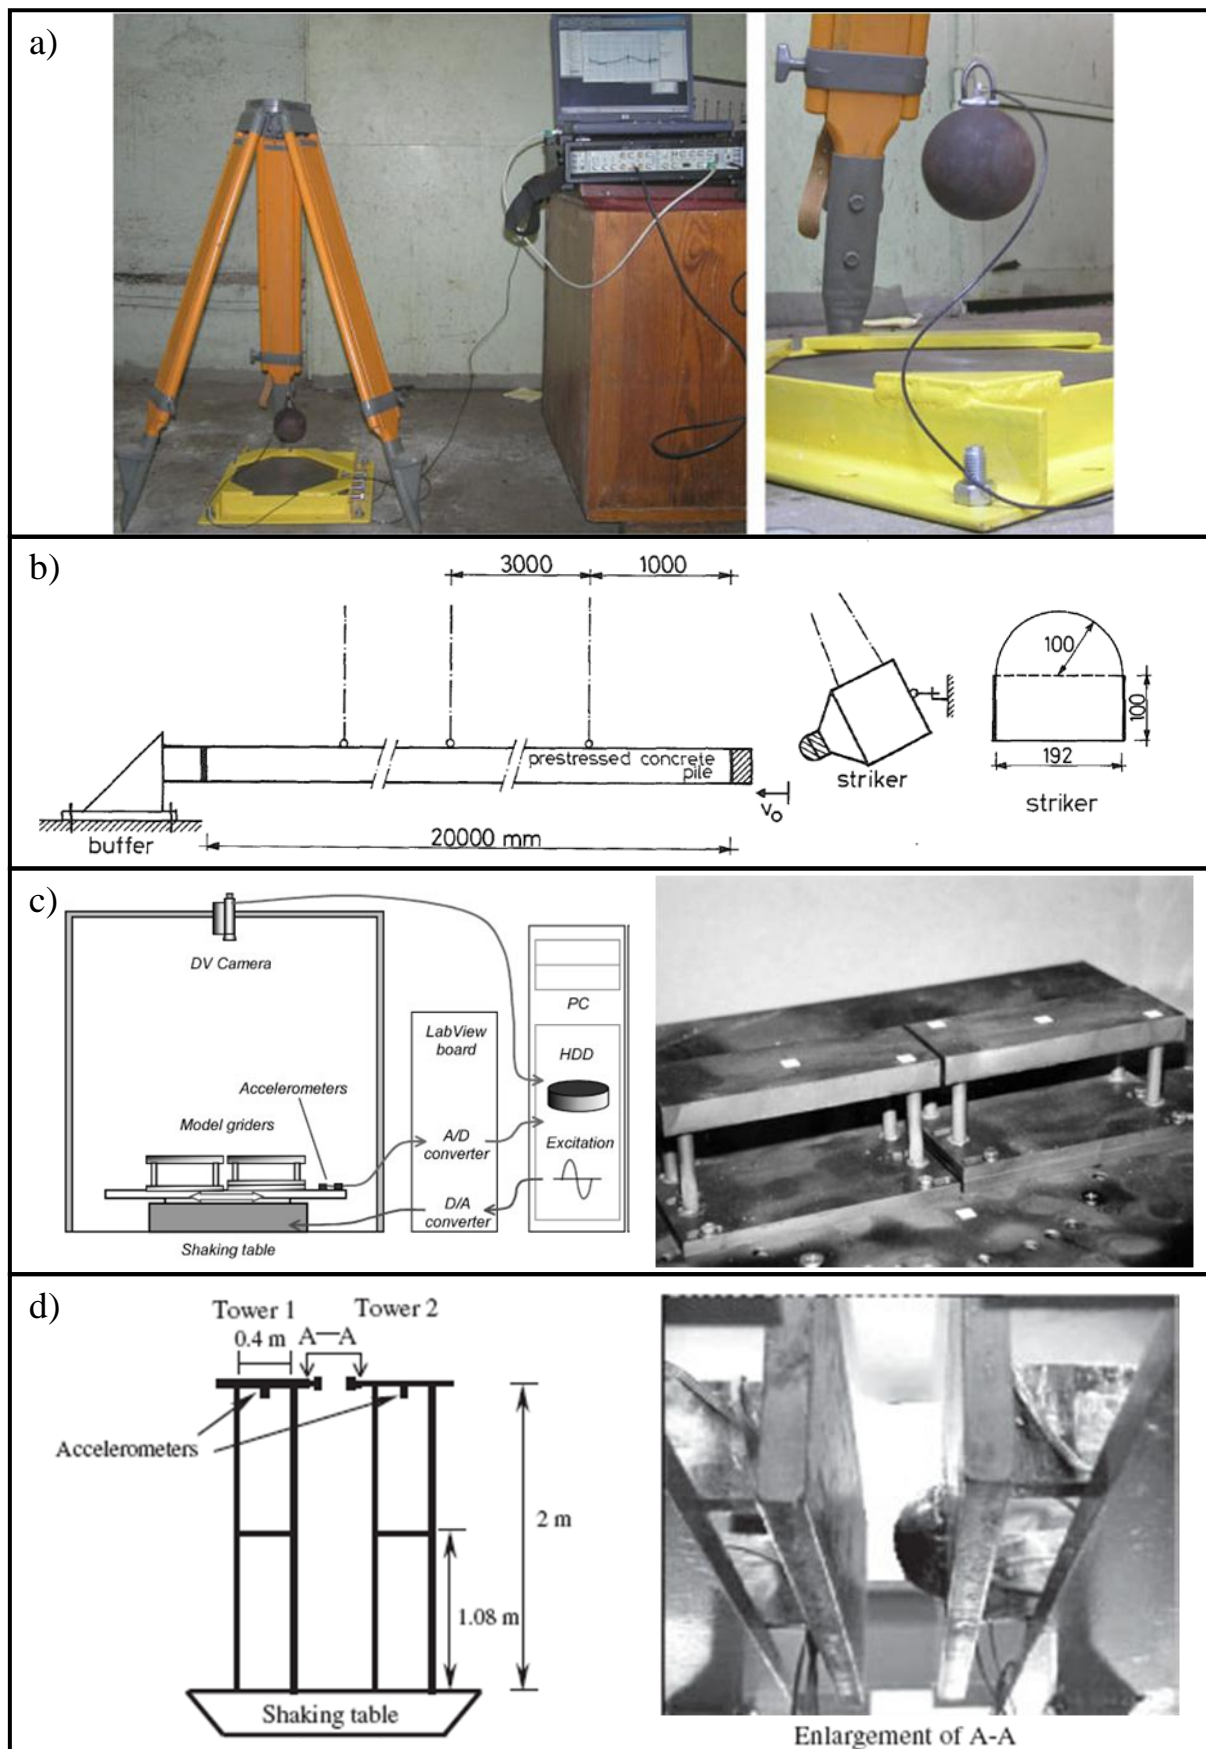 a)
b)
3000
1000
prestressed concrete
pile
v₀
20000 mm
buffer
striker
100
100
192
striker
c)
DV Camera
PC
LabView
board
HDD
Accelerometers
Model griders
A/D
converter
Excitation
D/A
converter
Shaking table
d)
Tower 1
Tower 2
0.4 m
A—A
Accelerometers
2 m
1.08 m
Shaking table
Enlargement of A-A